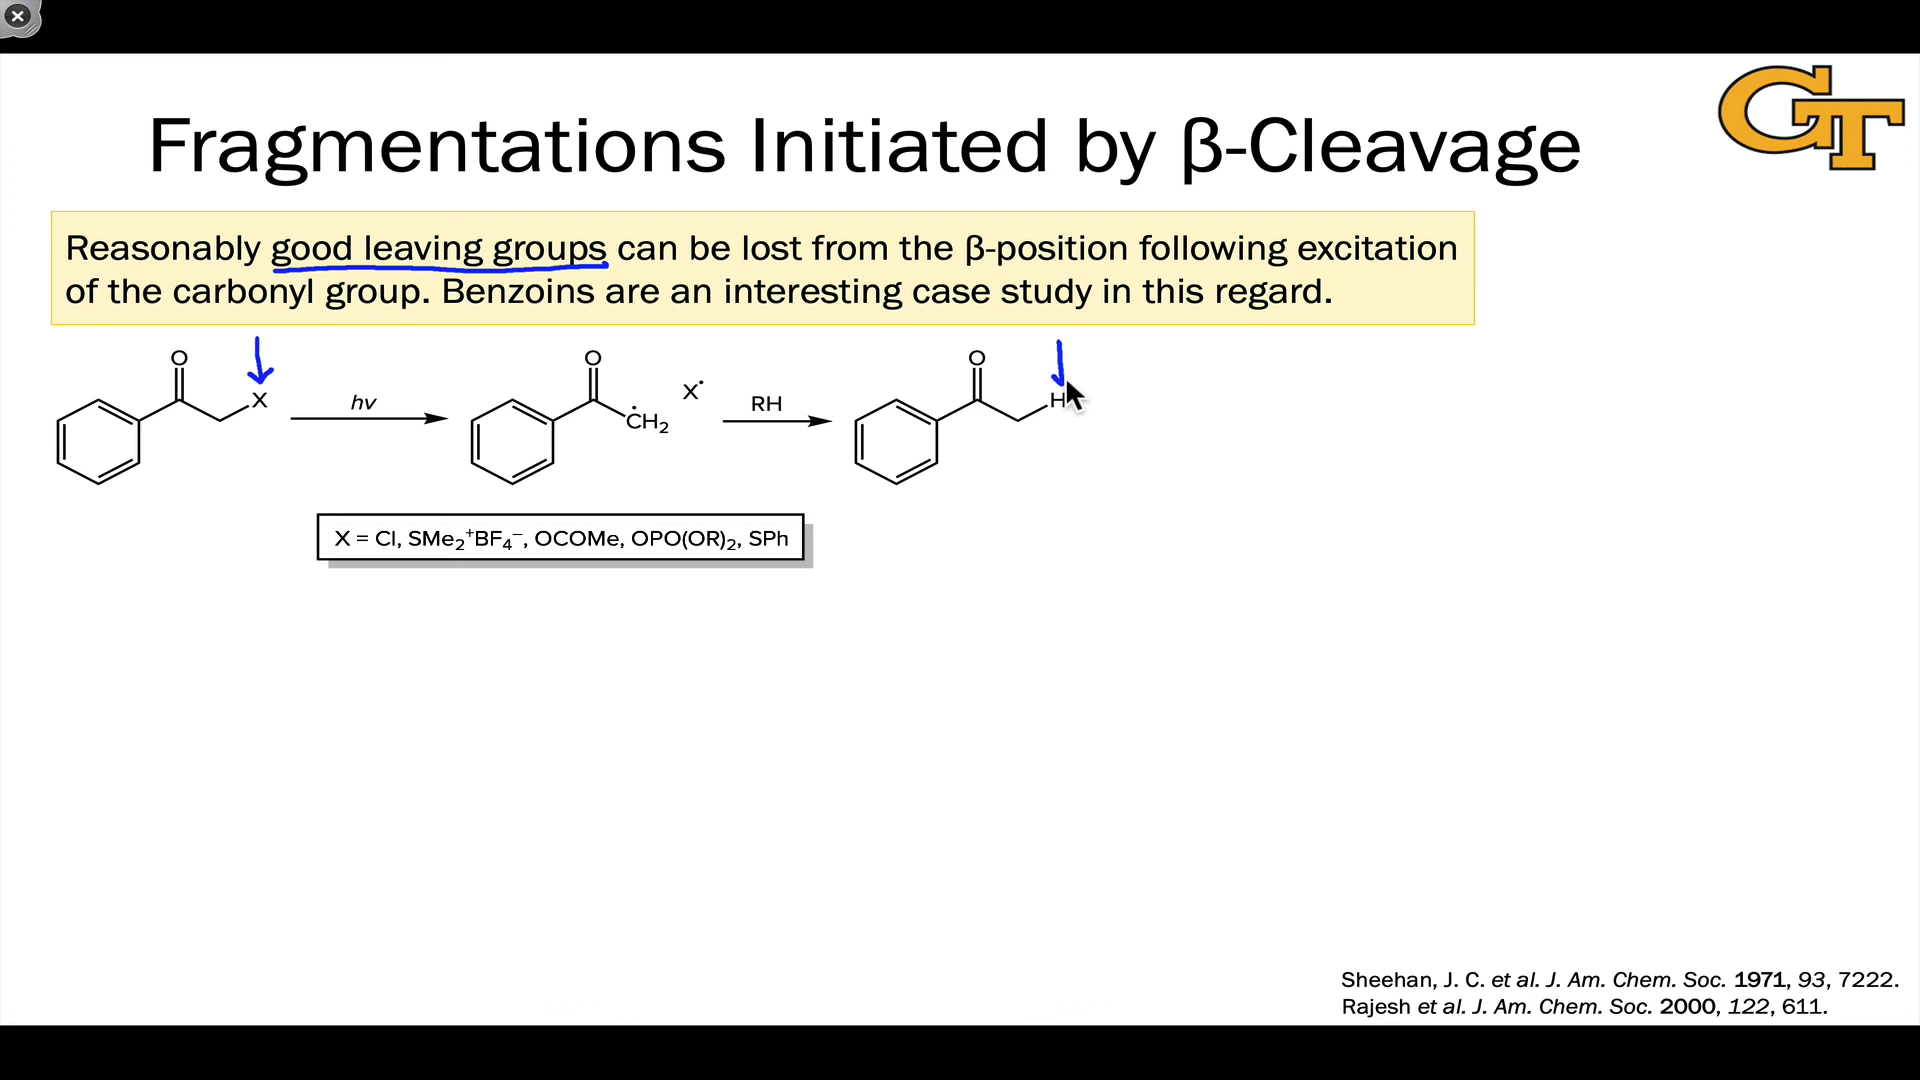 GT
Fragmentations Initiated by β-Cleavage
Reasonably good leaving groups can be lost from the β-position following excitation
of the carbonyl group. Benzoins are an interesting case study in this regard.
O X
hν
O ĊH₂ X•
RH
O H
X = Cl, SMe₂⁺BF₄⁻, OCOMe, OPO(OR)₂, SPh
Sheehan, J. C. et al. J. Am. Chem. Soc. 1971, 93, 7222.
Rajesh et al. J. Am. Chem. Soc. 2000, 122, 611.